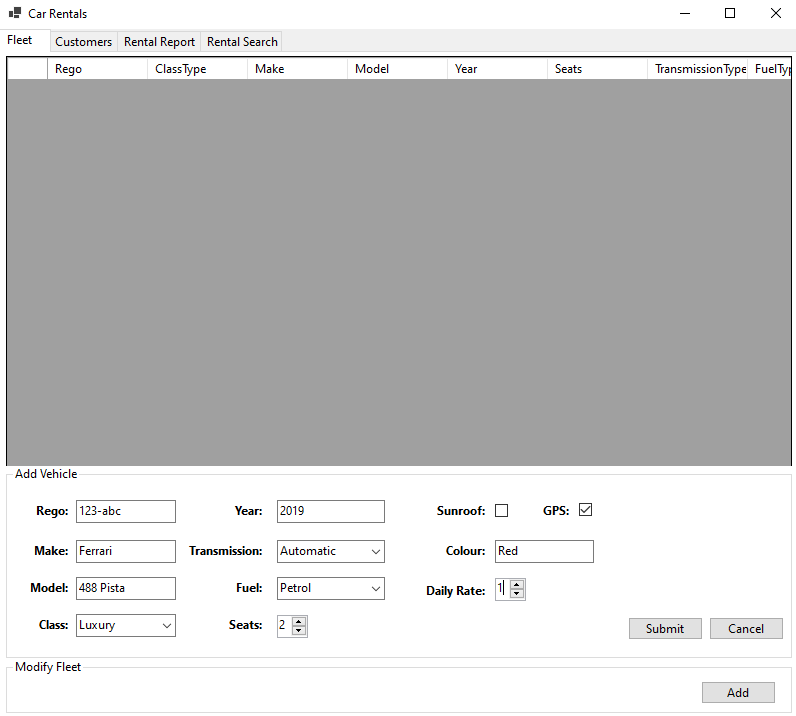 Car Rentals
Fleet Customers Rental Report Rental Search
Rego ClassType Make Model Year Seats TransmissionType FuelTyp
Add Vehicle
Rego: 123-abc Year: 2019 Sunroof: GPS:
Make: Ferrari Transmission: Automatic Colour: Red
Model: 488 Pista Fuel: Petrol Daily Rate: 1
Class: Luxury Seats: 2 Submit Cancel
Modify Fleet
Add